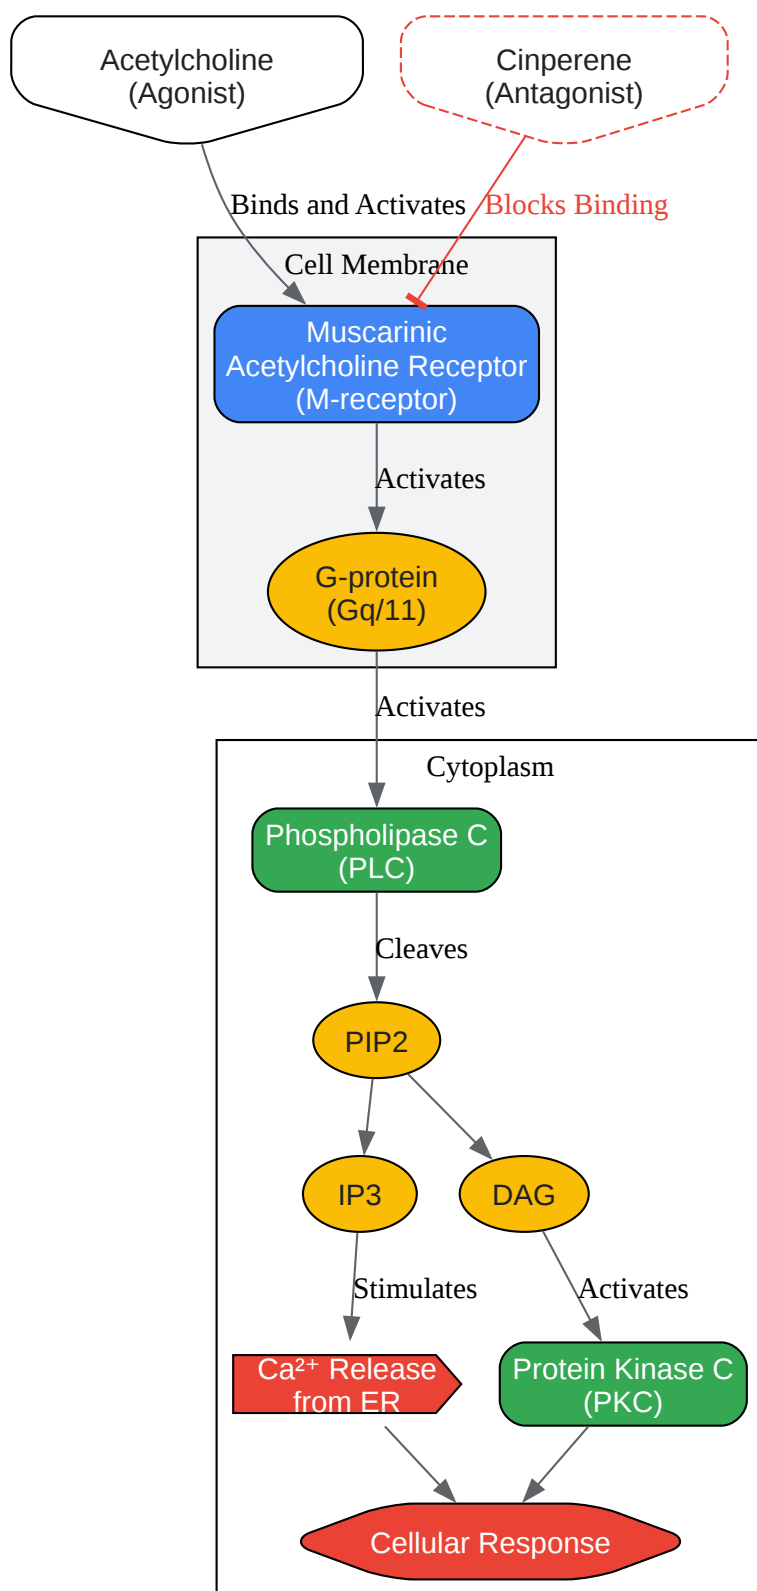 Acetylcholine
(Agonist)
Cinperene
(Antagonist)
Binds and Activates
Blocks Binding
Cell Membrane
Muscarinic
Acetylcholine Receptor
(M-receptor)
Activates
G-protein
(Gq/11)
Activates
Cytoplasm
Phospholipase C
(PLC)
Cleaves
PIP2
IP3
DAG
Stimulates
Activates
Ca²⁺ Release
from ER
Protein Kinase C
(PKC)
Cellular Response